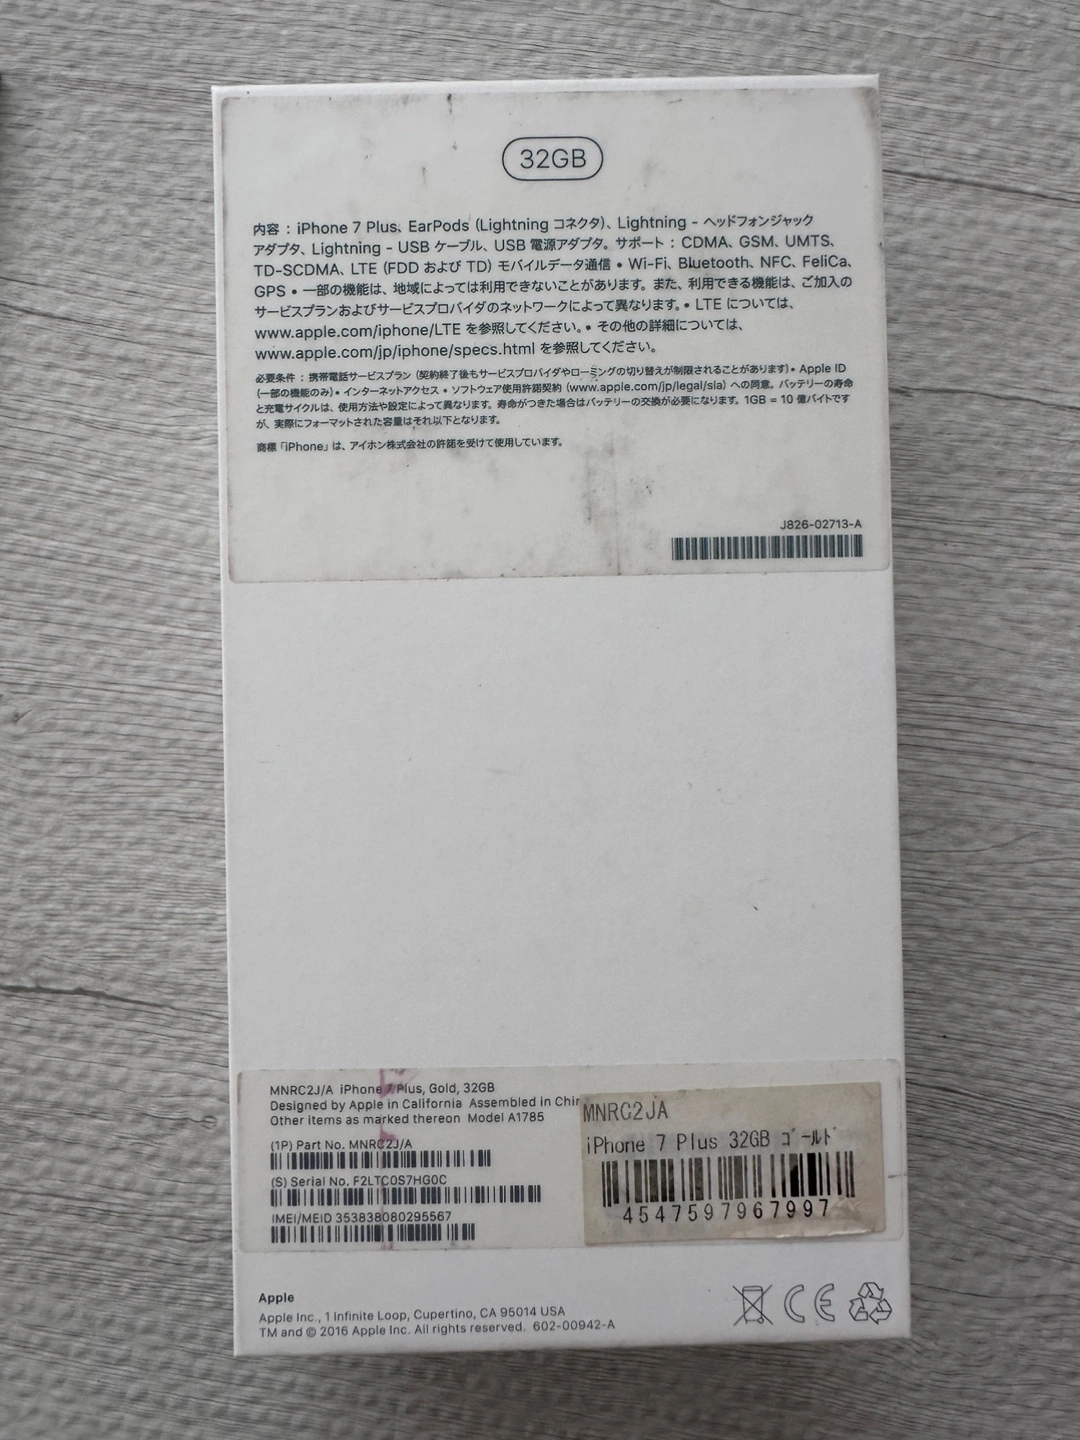 32GB
内容：iPhone 7 Plus、EarPods（Lightning コネクタ）、Lightning - ヘッドフォンジャック
アダプタ、Lightning - USB ケーブル、USB 電源アダプタ。サポート：CDMA、GSM、UMTS、
TD-SCDMA、LTE（FDD および TD）モバイルデータ通信 • Wi-Fi、Bluetooth、NFC、FeliCa、
GPS • 一部の機能は、地域によっては利用できないことがあります。また、利用できる機能は、ご加入の
サービスプランおよびサービスプロバイダのネットワークによって異なります。• LTE については、
www.apple.com/iphone/LTE を参照してください。• その他の詳細については、
www.apple.com/jp/iphone/specs.html を参照してください。
必要条件：携帯電話サービスプラン（契約終了後もサービスプロバイダやローミングの切り替えが制限されることがあります）• Apple ID
（一部の機能のみ）• インターネットアクセス • ソフトウェア使用許諾契約（www.apple.com/jp/legal/sla）への同意。バッテリーの寿命
と充電サイクルは、使用方法や設定によって異なります。寿命がつきた場合はバッテリーの交換が必要になります。1GB = 10 億バイトです
が、実際にフォーマットされた容量はそれ以下となります。
商標「iPhone」は、アイホン株式会社の許諾を受けて使用しています。
J826-02713-A
MNRC2J/A iPhone 7 Plus, Gold, 32GB
Designed by Apple in California Assembled in Chin
Other items as marked thereon Model A1785
(1P) Part No. MNRC2J/A
(S) Serial No. F2LTC0S7HG0C
IMEI/MEID 353838080295567
MNRC2JA
iPhone 7 Plus 32GB ｺﾞｰﾙﾄﾞ
4547597967997
Apple
Apple Inc., 1 Infinite Loop, Cupertino, CA 95014 USA
TM and © 2016 Apple Inc. All rights reserved. 602-00942-A
CE